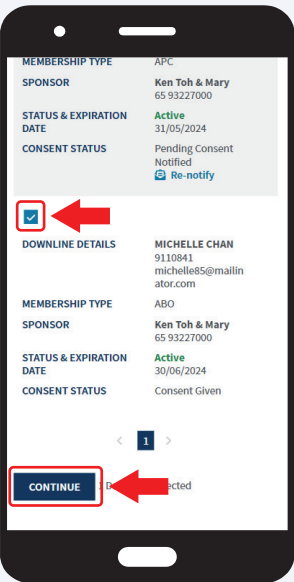 MEMBERSHIP TYPE APC
SPONSOR Ken Toh & Mary
65 93227000
STATUS & EXPIRATION Active
DATE 31/05/2024
CONSENT STATUS Pending Consent
Notified
Re-notify
DOWNLINE DETAILS MICHELLE CHAN
9110841
michelle85@mailin
ator.com
MEMBERSHIP TYPE ABO
SPONSOR Ken Toh & Mary
65 93227000
STATUS & EXPIRATION Active
DATE 30/06/2024
CONSENT STATUS Consent Given
< 1 >
CONTINUE